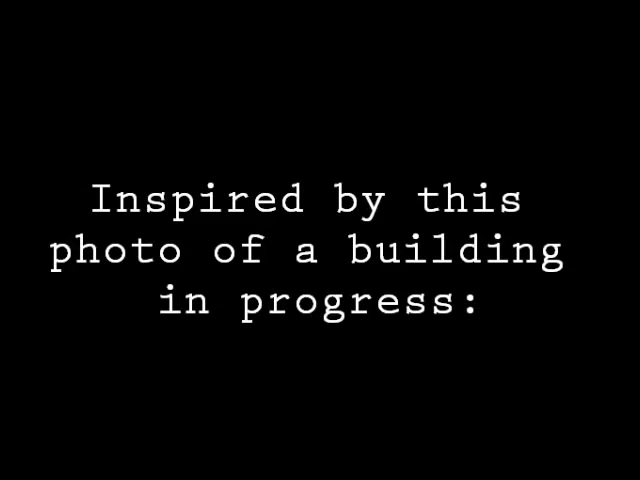 Inspired by this
photo of a building
in progress: